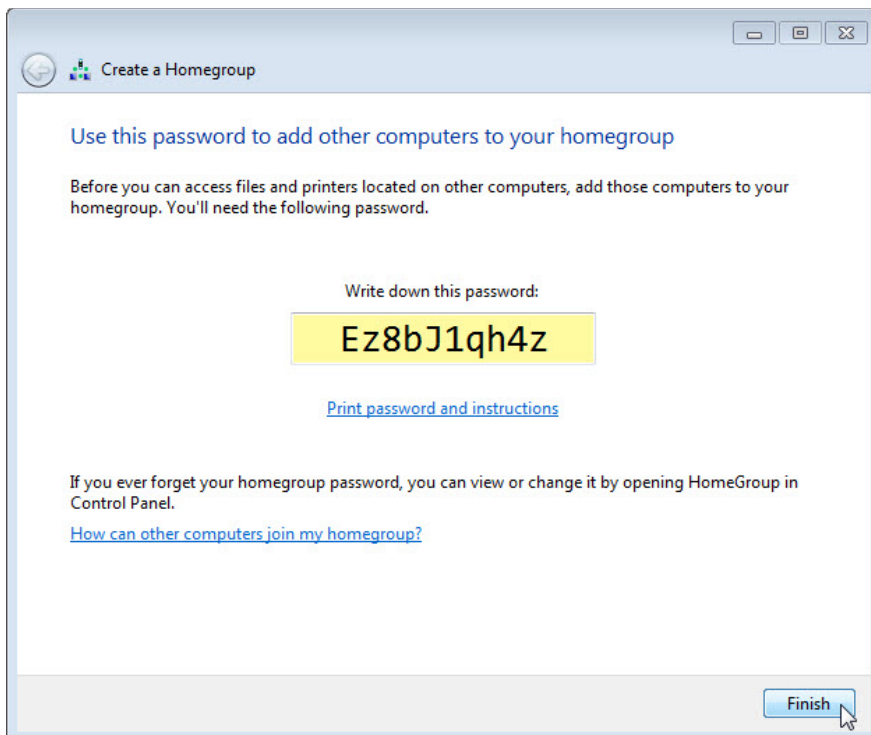 Create a Homegroup
Use this password to add other computers to your homegroup
Before you can access files and printers located on other computers, add those computers to your
homegroup. You'll need the following password.
Write down this password:
Ez8bJ1qh4z
Print password and instructions
If you ever forget your homegroup password, you can view or change it by opening HomeGroup in
Control Panel.
How can other computers join my homegroup?
Finish